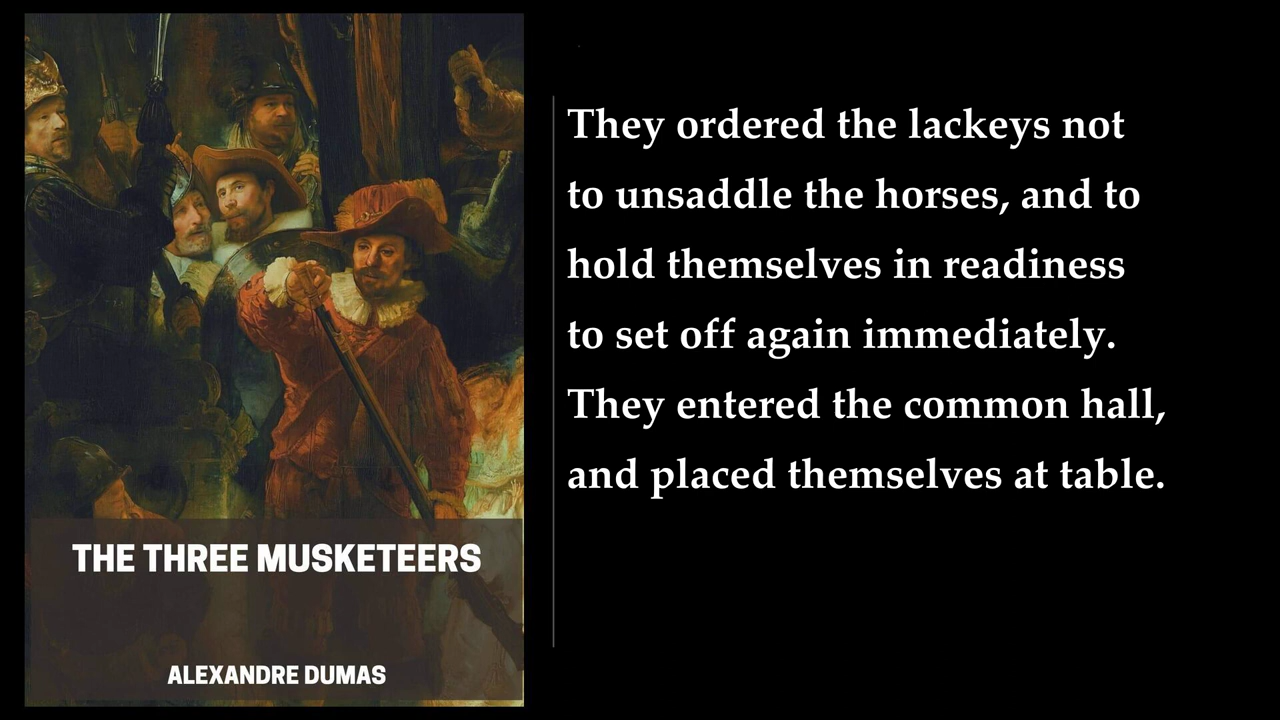 THE THREE MUSKETEERS
ALEXANDRE DUMAS
They ordered the lackeys not
to unsaddle the horses, and to
hold themselves in readiness
to set off again immediately.
They entered the common hall,
and placed themselves at table.